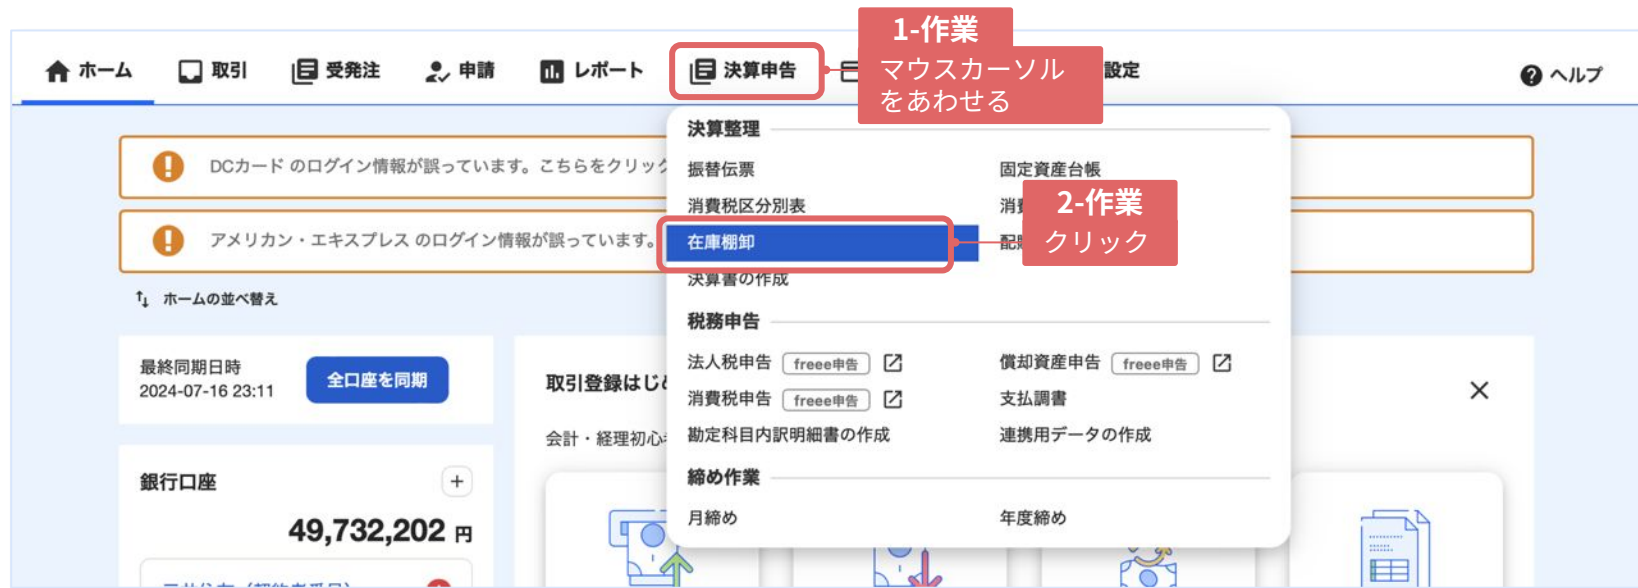 1-作業
マウスカーソル
をあわせる
ホーム 取引 受発注 申請 レポート 決算申告 設定 ヘルプ
決算整理
DCカード のログイン情報が誤っています。こちらをクリック
振替伝票 固定資産台帳
消費税区分別表
2-作業
クリック
アメリカン・エキスプレス のログイン情報が誤っています。
在庫棚卸
決算書の作成
ホームの並べ替え
税務申告
最終同期日時
2024-07-16 23:11
全口座を同期
取引登録はじ
法人税申告 freee申告 償却資産申告 freee申告
消費税申告 freee申告 支払調書
会計・経理初心
勘定科目内訳明細書の作成 連携用データの作成
銀行口座
締め作業
49,732,202 円
月締め 年度締め